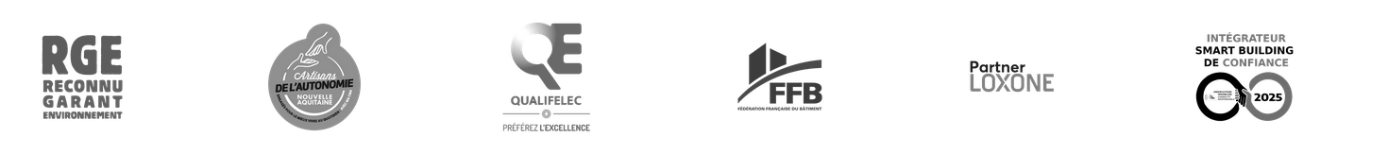 RGE
RECONNU
GARANT
ENVIRONNEMENT
Artisans
DE L'AUTONOMIE
NOUVELLE
AQUITAINE
QE
QUALIFELEC
PRÉFÉREZ L'EXCELLENCE
FFB
FÉDÉRATION FRANÇAISE DU BÂTIMENT
Partner
LOXONE
INTÉGRATEUR
SMART BUILDING
DE CONFIANCE
2025